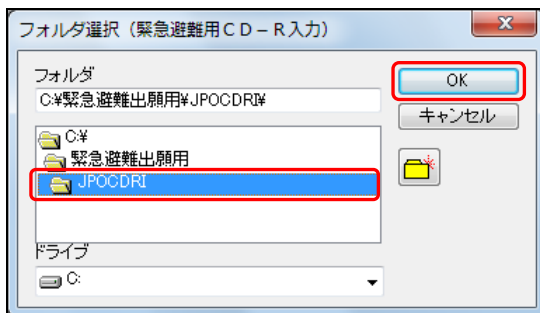 フォルダ選択（緊急避難用ＣＤ－Ｒ入力）
フォルダ
C:¥緊急避難出願用¥JPOCDRI¥
OK
キャンセル
C:¥
緊急避難出願用
JPOCDRI
ドライブ
C: